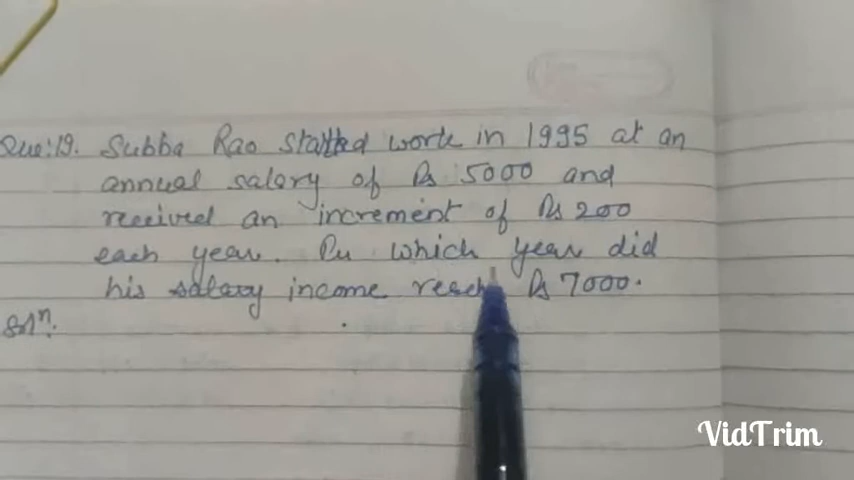 Que:19. Subba Rao started work in 1995 at an
annual salary of Rs 5000 and
received an increment of Rs 200
each year. In which year did
his salary income reach Rs 7000.
Solⁿ.
VidTrim